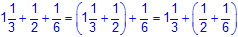 1 1/3 + 1/2 + 1/6 = (1 1/3 + 1/2) + 1/6 = 1 1/3 + (1/2 + 1/6)